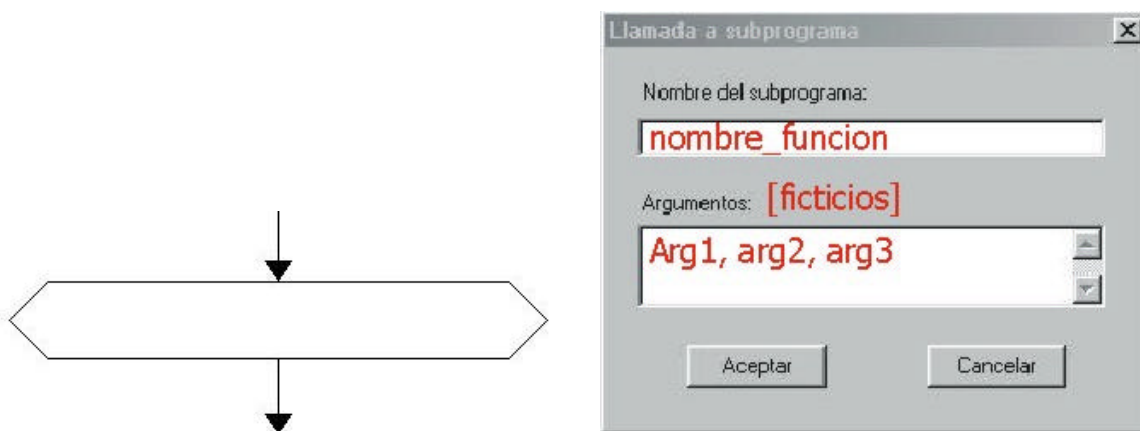 Llamada a subprograma
Nombre del subprograma:
nombre_funcion
Argumentos: [ficticios]
Arg1, arg2, arg3
Aceptar Cancelar